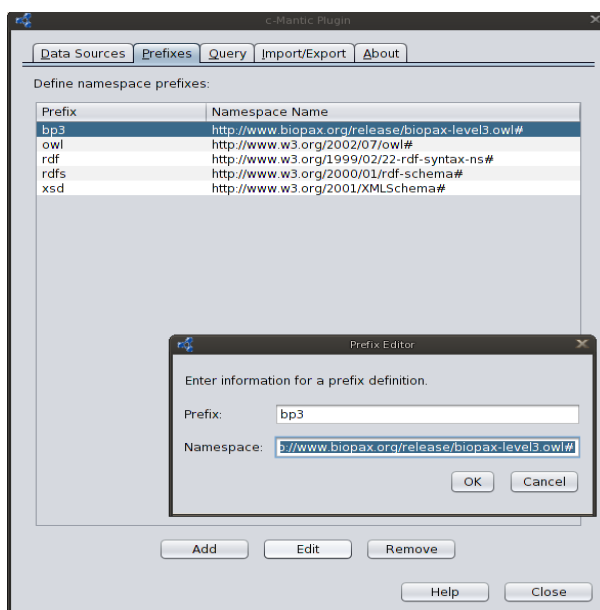 c-Mantic Plugin
Data Sources Prefixes Query Import/Export About
Define namespace prefixes:
Prefix Namespace Name
bp3 http://www.biopax.org/release/biopax-level3.owl#
owl http://www.w3.org/2002/07/owl#
rdf http://www.w3.org/1999/02/22-rdf-syntax-ns#
rdfs http://www.w3.org/2000/01/rdf-schema#
xsd http://www.w3.org/2001/XMLSchema#
Prefix Editor
Enter information for a prefix definition.
Prefix: bp3
Namespace: p://www.biopax.org/release/biopax-level3.owl#
OK Cancel
Add Edit Remove
Help Close